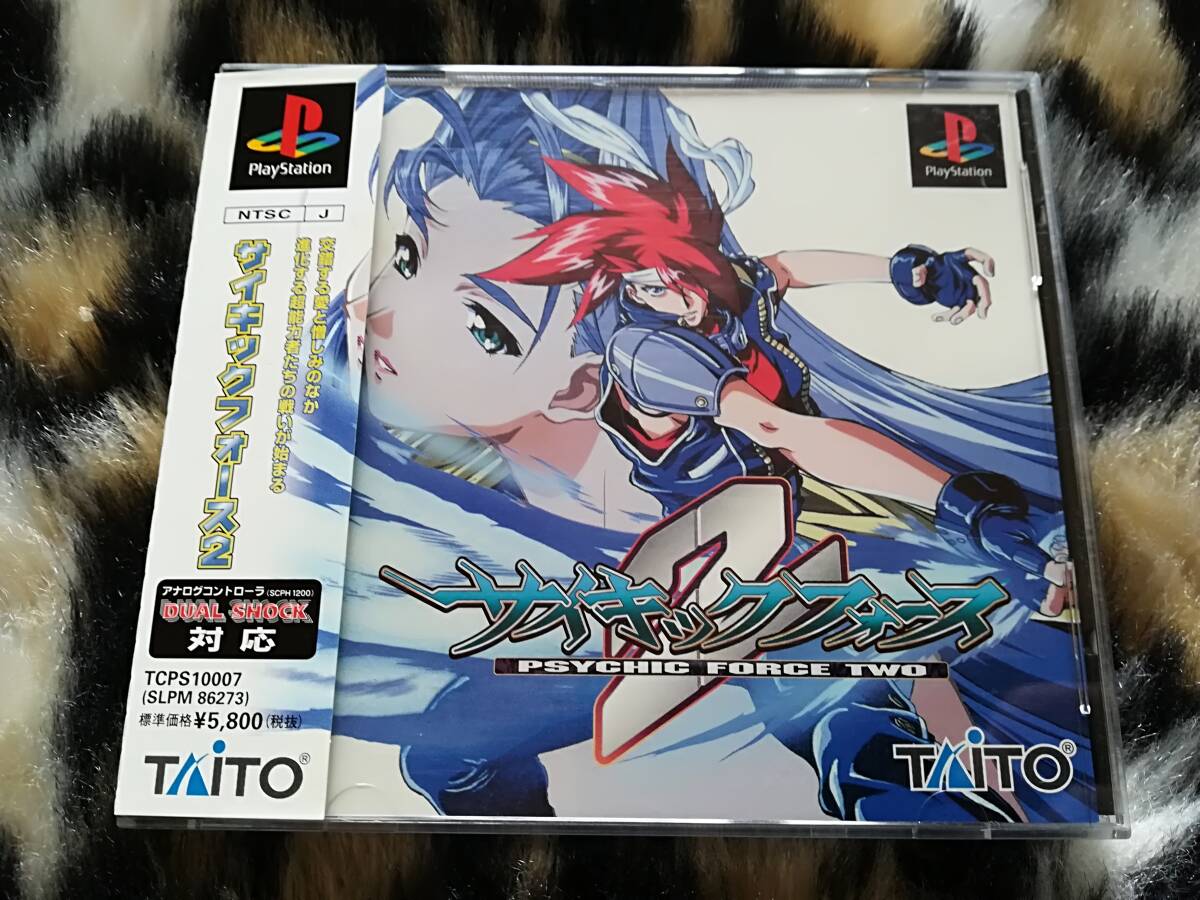 PlayStation
NTSC J
交錯する愛と憎しみのなか
進化する超能力者たちの戦いが始まる
サイキックフォース2
アナログコントローラ(SCPH1200)
DUAL SHOCK
対応
TCPS10007
(SLPM 86273)
標準価格¥5,800(税抜)
TAITO®
PlayStation
2
サイキックフォース
PSYCHIC FORCE TWO
TAITO®